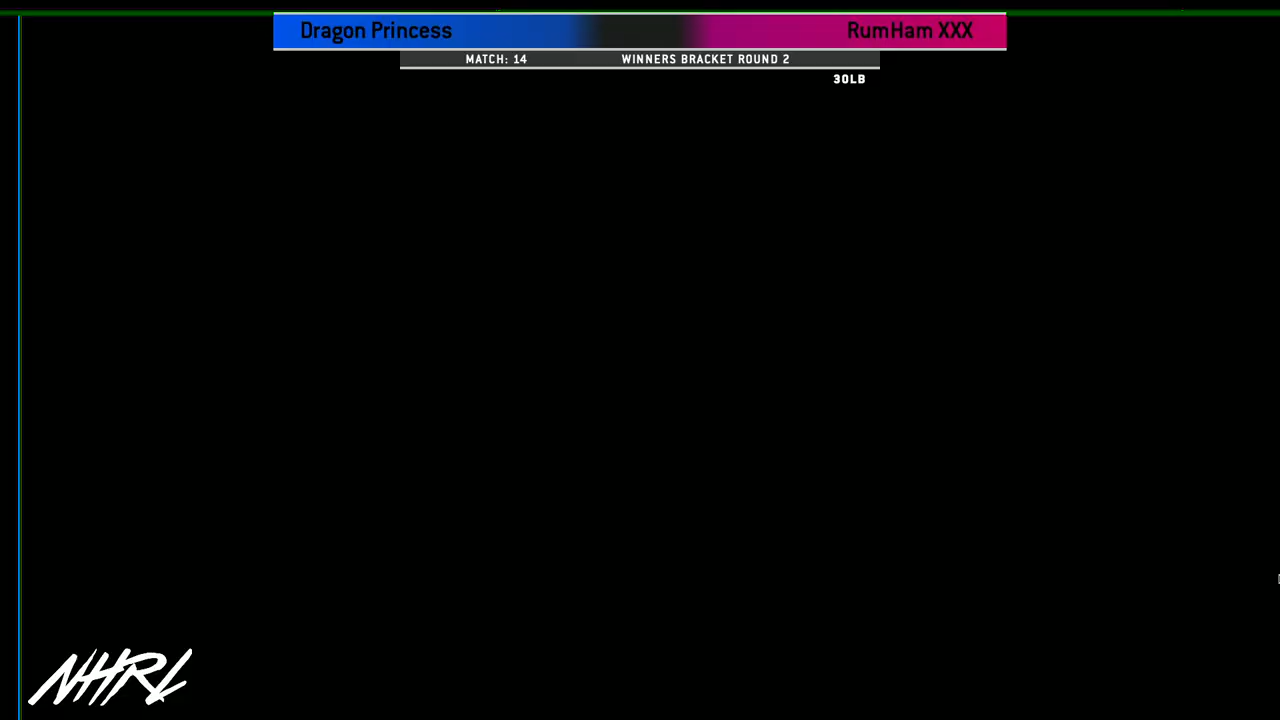 Dragon Princess RumHam XXX
MATCH: 14 WINNERS BRACKET ROUND 2
30LB
NHRL